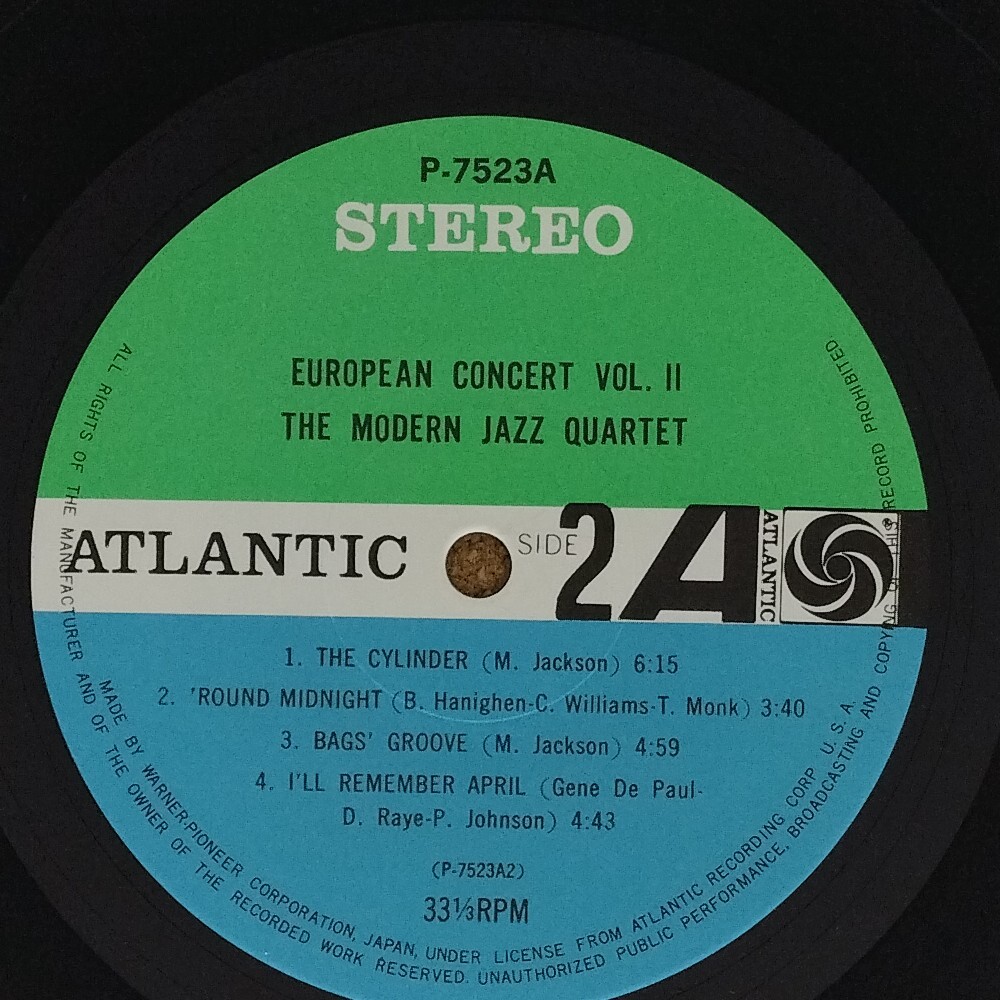 P-7523A
STEREO
EUROPEAN CONCERT VOL. II
THE MODERN JAZZ QUARTET
ATLANTIC
SIDE 2
A
ATLANTIC
®
1. THE CYLINDER (M. Jackson) 6:15
2. 'ROUND MIDNIGHT (B. Hanighen-C. Williams-T. Monk) 3:40
3. BAGS' GROOVE (M. Jackson) 4:59
4. I'LL REMEMBER APRIL (Gene De Paul-
D. Raye-P. Johnson) 4:43
(P-7523A2)
33⅓RPM
MADE BY WARNER-PIONEER CORPORATION, JAPAN, UNDER LICENSE FROM ATLANTIC RECORDING CORP. U. S. A.
ALL RIGHTS OF THE MANUFACTURER AND OF THE OWNER OF THE RECORDED WORK RESERVED. UNAUTHORIZED PUBLIC PERFORMANCE, BROADCASTING AND COPYING OF THIS RECORD PROHIBITED.